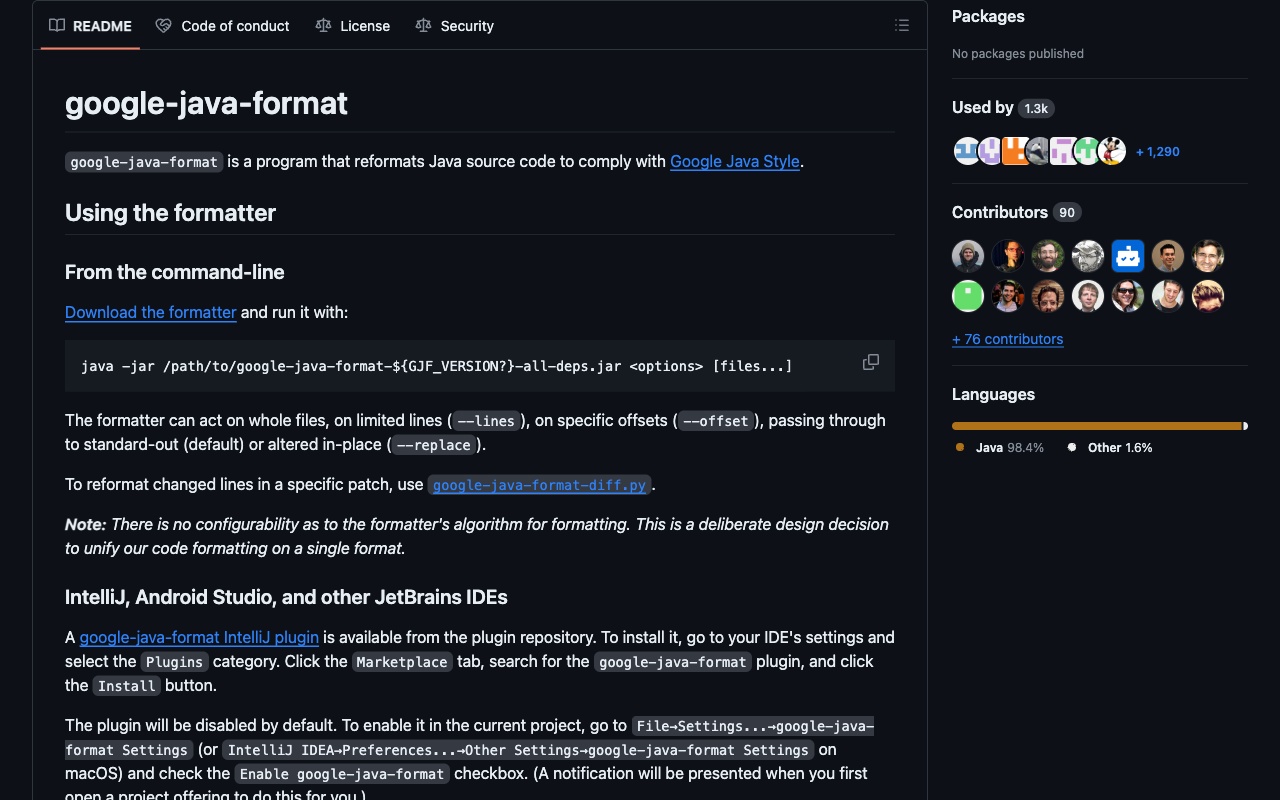 README
Code of conduct
License
Security
google-java-format
google-java-format is a program that reformats Java source code to comply with Google Java Style.
Using the formatter
From the command-line
Download the formatter and run it with:
java -jar /path/to/google-java-format-${GJF_VERSION?}-all-deps.jar <options> [files...]
The formatter can act on whole files, on limited lines (--lines), on specific offsets (--offset), passing through
to standard-out (default) or altered in-place (--replace).
To reformat changed lines in a specific patch, use google-java-format-diff.py.
Note: There is no configurability as to the formatter's algorithm for formatting. This is a deliberate design decision
to unify our code formatting on a single format.
IntelliJ, Android Studio, and other JetBrains IDEs
A google-java-format IntelliJ plugin is available from the plugin repository. To install it, go to your IDE's settings and
select the Plugins category. Click the Marketplace tab, search for the google-java-format plugin, and click
the Install button.
The plugin will be disabled by default. To enable it in the current project, go to File→Settings...→google-java-
format Settings (or IntelliJ IDEA→Preferences...→Other Settings→google-java-format Settings on
macOS) and check the Enable google-java-format checkbox. (A notification will be presented when you first
open a project offering to do this for you.)
Packages
No packages published
Used by 1.3k
+ 1,290
Contributors 90
+ 76 contributors
Languages
Java 98.4%
Other 1.6%